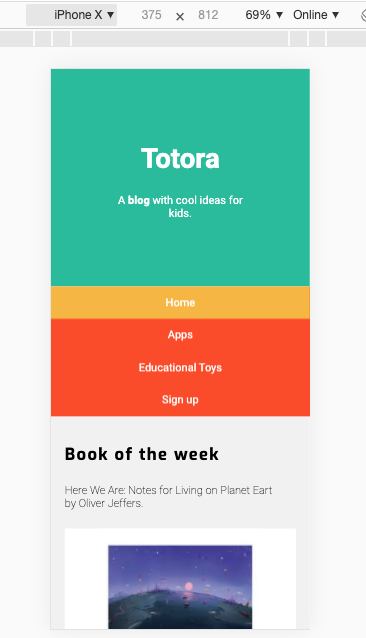 iPhone X ▼ 375 × 812 69% ▼ Online ▼
Totora
A blog with cool ideas for
kids.
Home
Apps
Educational Toys
Sign up
Book of the week
Here We Are: Notes for Living on Planet Eart
by Oliver Jeffers.